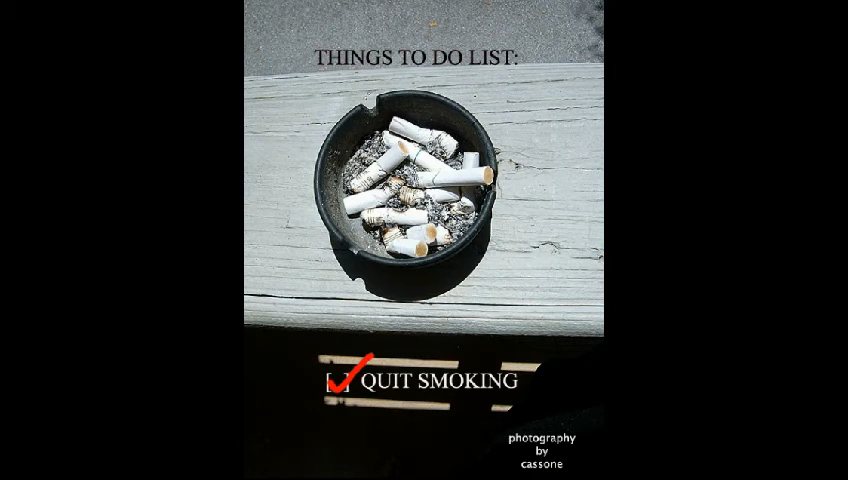 THINGS TO DO LIST:
[ ] QUIT SMOKING
photography
by
cassone